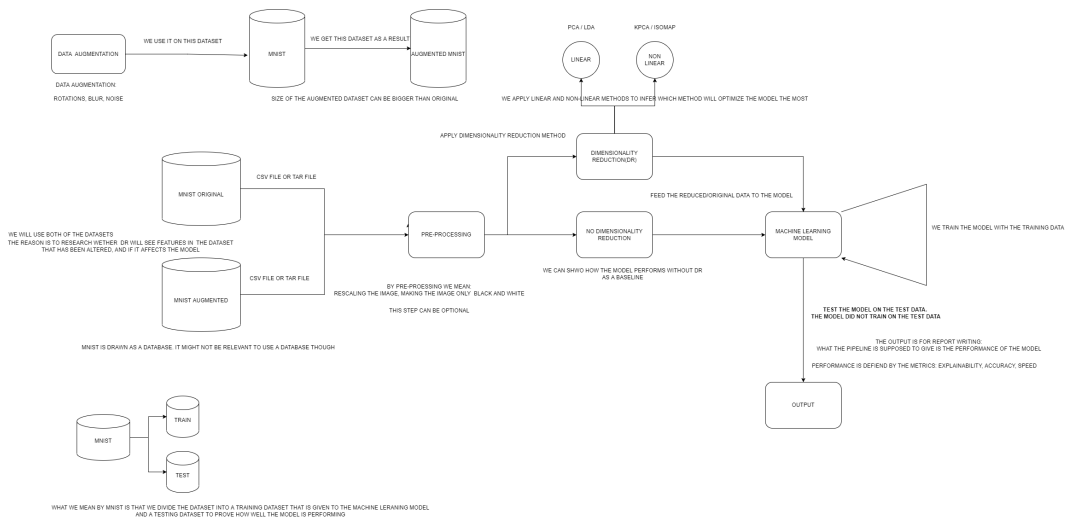 PCA / LDA
KPCA / ISOMAP
DATA AUGMENTATION
WE USE IT ON THIS DATASET
MNIST
WE GET THIS DATASET AS A RESULT
AUGMENTED MNIST
LINEAR
NON
LINEAR
DATA AUGMENTATION:
ROTATIONS, BLUR, NOISE
SIZE OF THE AUGMENTED DATASET CAN BE BIGGER THAN ORIGINAL
WE APPLY LINEAR AND NON-LINEAR METHODS TO INFER WHICH METHOD WILL OPTIMIZE THE MODEL THE MOST
APPLY DIMENSIONALITY REDUCTION METHOD
DIMENSIONALITY
REDUCTION(DR)
CSV FILE OR TAR FILE
MNIST ORIGINAL
FEED THE REDUCED/ORIGINAL DATA TO THE MODEL
WE WILL USE BOTH OF THE DATASETS
THE REASON IS TO RESEARCH WETHER DR WILL SEE FEATURES IN THE DATASET
THAT HAS BEEN ALTERED, AND IF IT AFFECTS THE MODEL
PRE-PROCESSING
NO DIMENSIONALITY
REDUCTION
MACHINE LEARNING
MODEL
WE TRAIN THE MODEL WITH THE TRAINING DATA
WE CAN SHWO HOW THE MODEL PERFORMS WITHOUT DR
AS A BASELINE
CSV FILE OR TAR FILE
MNIST AUGMENTED
BY PRE-PROESSING WE MEAN:
RESCALING THE IMAGE, MAKING THE IMAGE ONLY BLACK AND WHITE
THIS STEP CAN BE OPTIONAL
TEST THE MODEL ON THE TEST DATA.
THE MODEL DID NOT TRAIN ON THE TEST DATA
MNIST IS DRAWN AS A DATABASE. IT MIGHT NOT BE RELEVANT TO USE A DATABASE THOUGH
THE OUTPUT IS FOR REPORT WRITING:
WHAT THE PIPELINE IS SUPPOSED TO GIVE IS THE PERFORMANCE OF THE MODEL
PERFORMANCE IS DEFIEND BY THE METRICS: EXPLAINABILITY, ACCURACY, SPEED
OUTPUT
MNIST
TRAIN
TEST
WHAT WE MEAN BY MNIST IS THAT WE DIVIDE THE DATASET INTO A TRAINING DATASET THAT IS GIVEN TO THE MACHINE LERANING MODEL
AND A TESTING DATASET TO PROVE HOW WELL THE MODEL IS PERFORMING